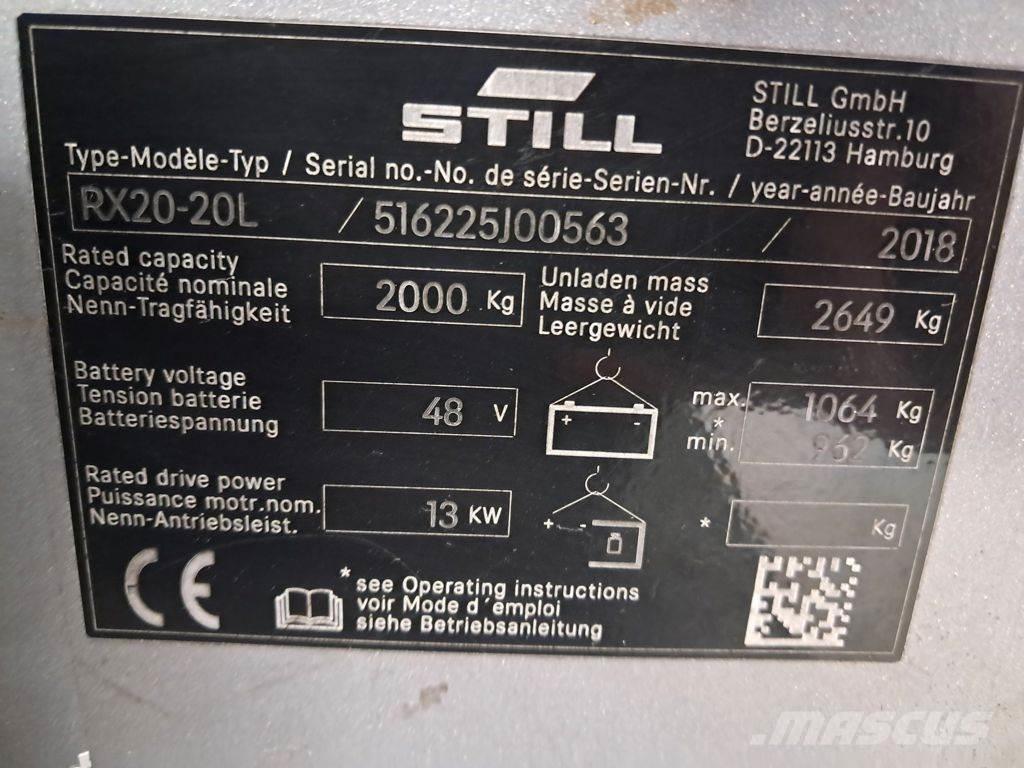 STILL
STILL GmbH
Berzeliusstr.10
D-22113 Hamburg
Type-Modèle-Typ / Serial no.-No. de série-Serien-Nr. / year-année-Baujahr
RX20-20L / 516225J00563 / 2018
Rated capacity
Capacité nominale
Nenn-Tragfähigkeit
2000 Kg
Unladen mass
Masse à vide
Leergewicht
2649 Kg
Battery voltage
Tension batterie
Batteriespannung
48 V
+ -
max. 1064 Kg
*
min. 962 Kg
Rated drive power
Puissance motr.nom.
Nenn-Antriebsleist.
13 KW
+ -
* Kg
CE
* see Operating instructions
voir Mode d'emploi
siehe Betriebsanleitung
MASCUS